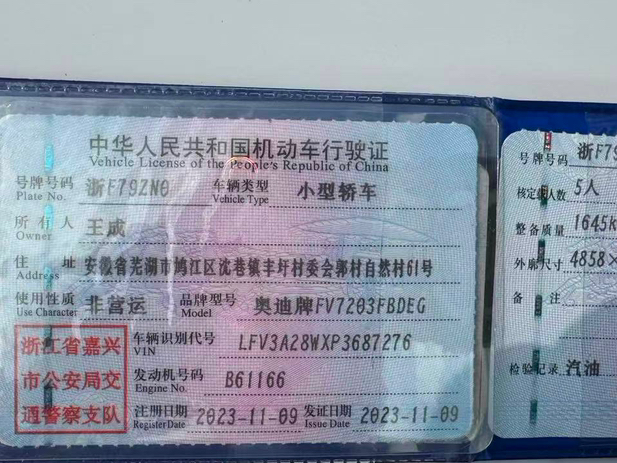 中华人民共和国机动车行驶证
Vehicle License of the People's Republic of China
号牌号码 浙F792N0 车辆类型 小型轿车
Plate No. Vehicle Type
所有人 王成
Owner
住址 安徽省芜湖市鸠江区沈巷镇丰圩村委会郭村自然村61号
Address
使用性质 非营运 品牌型号 奥迪牌FV7203FBDEG
Use Character Model
浙江省嘉兴
市公安局交
通警察支队
车辆识别代号 LFV3A28WXP3687276
VIN
发动机号码 B61166
Engine No.
注册日期 2023-11-09 发证日期 2023-11-09
Register Date Issue Date
号牌号码 浙F79
核定载人数 5人
整备质量 1645k
外廓尺寸 4858×
备注
检验记录 汽油